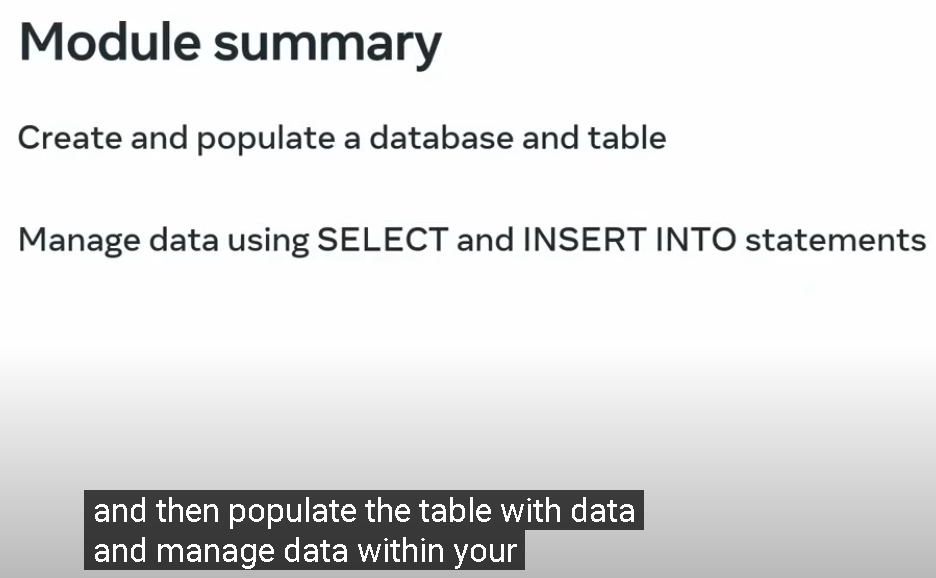 Module summary
Create and populate a database and table
Manage data using SELECT and INSERT INTO statements
and then populate the table with data
and manage data within your